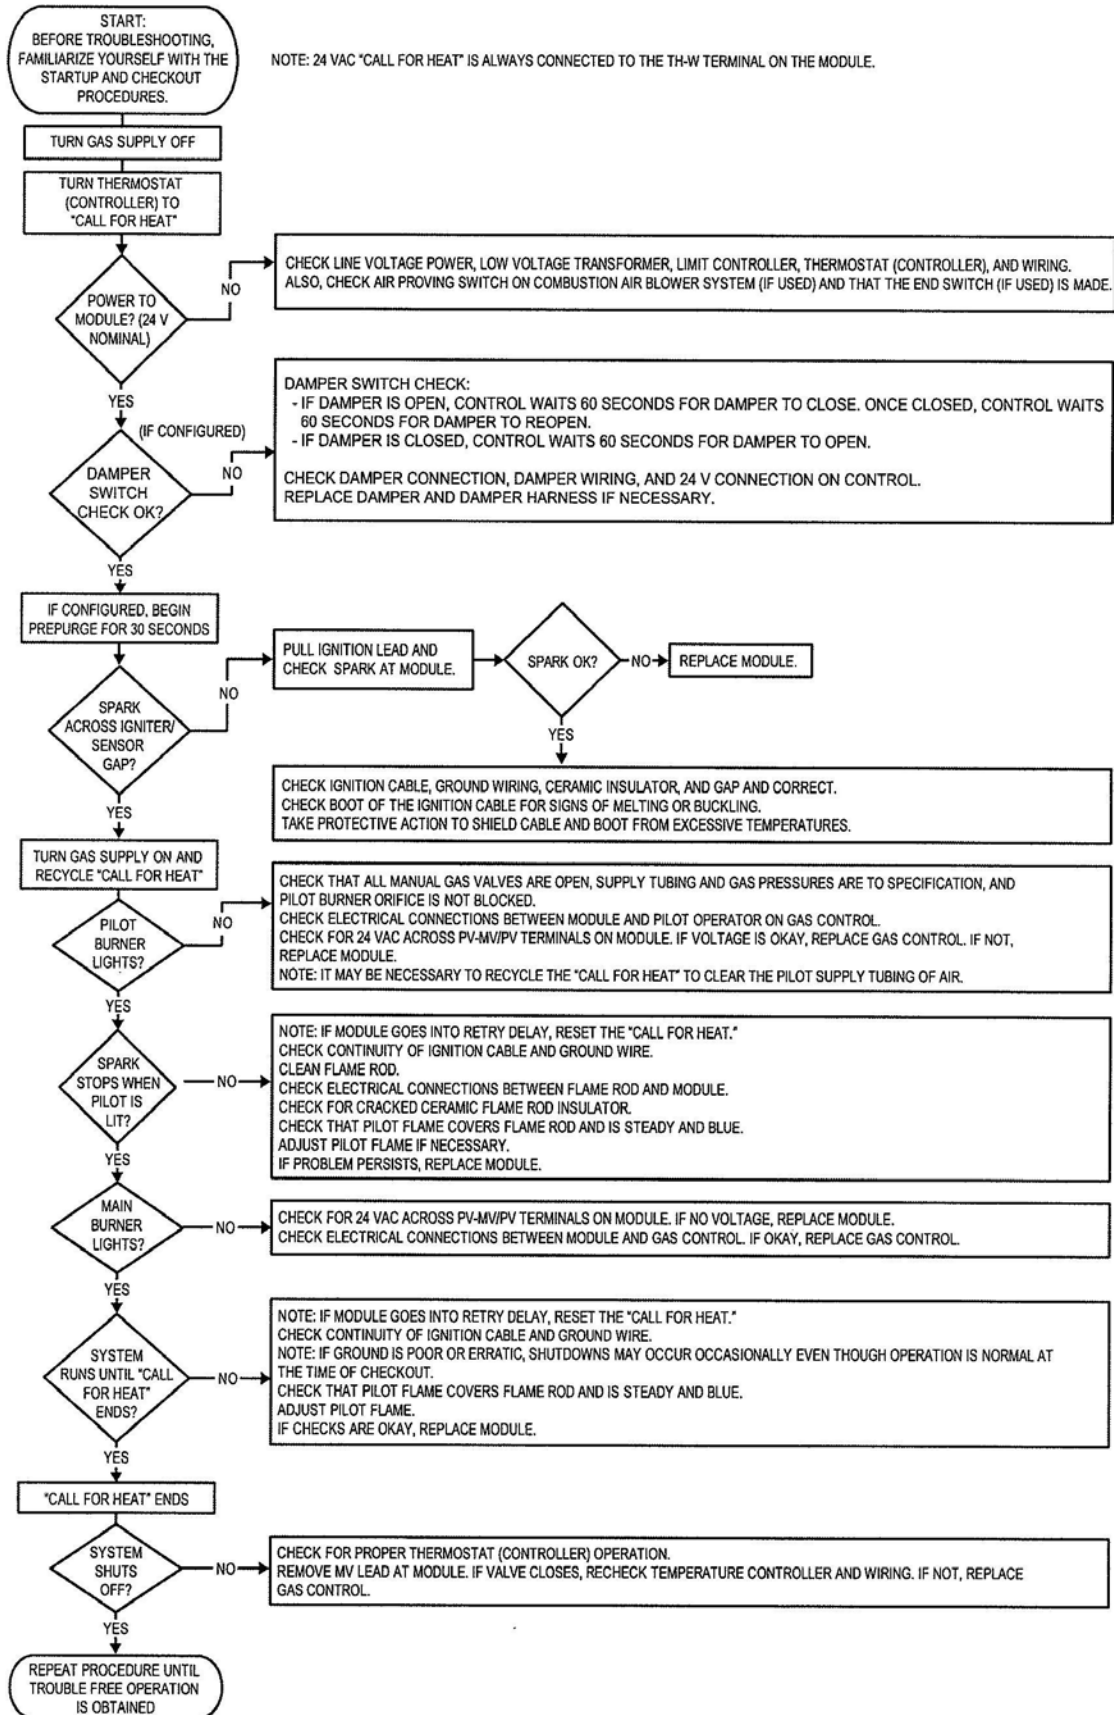 START:
BEFORE TROUBLESHOOTING,
FAMILIARIZE YOURSELF WITH THE
STARTUP AND CHECKOUT
PROCEDURES.
NOTE: 24 VAC "CALL FOR HEAT" IS ALWAYS CONNECTED TO THE TH-W TERMINAL ON THE MODULE.
TURN GAS SUPPLY OFF
TURN THERMOSTAT
(CONTROLLER) TO
"CALL FOR HEAT"
POWER TO
MODULE? (24 V
NOMINAL)
NO
CHECK LINE VOLTAGE POWER, LOW VOLTAGE TRANSFORMER, LIMIT CONTROLLER, THERMOSTAT (CONTROLLER), AND WIRING.
ALSO, CHECK AIR PROVING SWITCH ON COMBUSTION AIR BLOWER SYSTEM (IF USED) AND THAT THE END SWITCH (IF USED) IS MADE.
YES
(IF CONFIGURED)
DAMPER
SWITCH
CHECK OK?
NO
DAMPER SWITCH CHECK:
- IF DAMPER IS OPEN, CONTROL WAITS 60 SECONDS FOR DAMPER TO CLOSE. ONCE CLOSED, CONTROL WAITS
60 SECONDS FOR DAMPER TO REOPEN.
- IF DAMPER IS CLOSED, CONTROL WAITS 60 SECONDS FOR DAMPER TO OPEN.
CHECK DAMPER CONNECTION, DAMPER WIRING, AND 24 V CONNECTION ON CONTROL.
REPLACE DAMPER AND DAMPER HARNESS IF NECESSARY.
YES
IF CONFIGURED, BEGIN
PREPURGE FOR 30 SECONDS
SPARK
ACROSS IGNITER/
SENSOR
GAP?
NO
PULL IGNITION LEAD AND
CHECK SPARK AT MODULE.
SPARK OK?
NO
REPLACE MODULE.
YES
CHECK IGNITION CABLE, GROUND WIRING, CERAMIC INSULATOR, AND GAP AND CORRECT.
CHECK BOOT OF THE IGNITION CABLE FOR SIGNS OF MELTING OR BUCKLING.
TAKE PROTECTIVE ACTION TO SHIELD CABLE AND BOOT FROM EXCESSIVE TEMPERATURES.
YES
TURN GAS SUPPLY ON AND
RECYCLE "CALL FOR HEAT"
PILOT
BURNER
LIGHTS?
NO
CHECK THAT ALL MANUAL GAS VALVES ARE OPEN, SUPPLY TUBING AND GAS PRESSURES ARE TO SPECIFICATION, AND
PILOT BURNER ORIFICE IS NOT BLOCKED.
CHECK ELECTRICAL CONNECTIONS BETWEEN MODULE AND PILOT OPERATOR ON GAS CONTROL.
CHECK FOR 24 VAC ACROSS PV-MV/PV TERMINALS ON MODULE. IF VOLTAGE IS OKAY, REPLACE GAS CONTROL. IF NOT,
REPLACE MODULE.
NOTE: IT MAY BE NECESSARY TO RECYCLE THE "CALL FOR HEAT" TO CLEAR THE PILOT SUPPLY TUBING OF AIR.
YES
SPARK
STOPS WHEN
PILOT IS
LIT?
NO
NOTE: IF MODULE GOES INTO RETRY DELAY, RESET THE "CALL FOR HEAT."
CHECK CONTINUITY OF IGNITION CABLE AND GROUND WIRE.
CLEAN FLAME ROD.
CHECK ELECTRICAL CONNECTIONS BETWEEN FLAME ROD AND MODULE.
CHECK FOR CRACKED CERAMIC FLAME ROD INSULATOR.
CHECK THAT PILOT FLAME COVERS FLAME ROD AND IS STEADY AND BLUE.
ADJUST PILOT FLAME IF NECESSARY.
IF PROBLEM PERSISTS, REPLACE MODULE.
YES
MAIN
BURNER
LIGHTS?
NO
CHECK FOR 24 VAC ACROSS PV-MV/PV TERMINALS ON MODULE. IF NO VOLTAGE, REPLACE MODULE.
CHECK ELECTRICAL CONNECTIONS BETWEEN MODULE AND GAS CONTROL. IF OKAY, REPLACE GAS CONTROL.
YES
SYSTEM
RUNS UNTIL "CALL
FOR HEAT"
ENDS?
NO
NOTE: IF MODULE GOES INTO RETRY DELAY, RESET THE "CALL FOR HEAT."
CHECK CONTINUITY OF IGNITION CABLE AND GROUND WIRE.
NOTE: IF GROUND IS POOR OR ERRATIC, SHUTDOWNS MAY OCCUR OCCASIONALLY EVEN THOUGH OPERATION IS NORMAL AT
THE TIME OF CHECKOUT.
CHECK THAT PILOT FLAME COVERS FLAME ROD AND IS STEADY AND BLUE.
ADJUST PILOT FLAME.
IF CHECKS ARE OKAY, REPLACE MODULE.
YES
"CALL FOR HEAT" ENDS
SYSTEM
SHUTS
OFF?
NO
CHECK FOR PROPER THERMOSTAT (CONTROLLER) OPERATION.
REMOVE MV LEAD AT MODULE. IF VALVE CLOSES, RECHECK TEMPERATURE CONTROLLER AND WIRING. IF NOT, REPLACE
GAS CONTROL.
YES
REPEAT PROCEDURE UNTIL
TROUBLE FREE OPERATION
IS OBTAINED